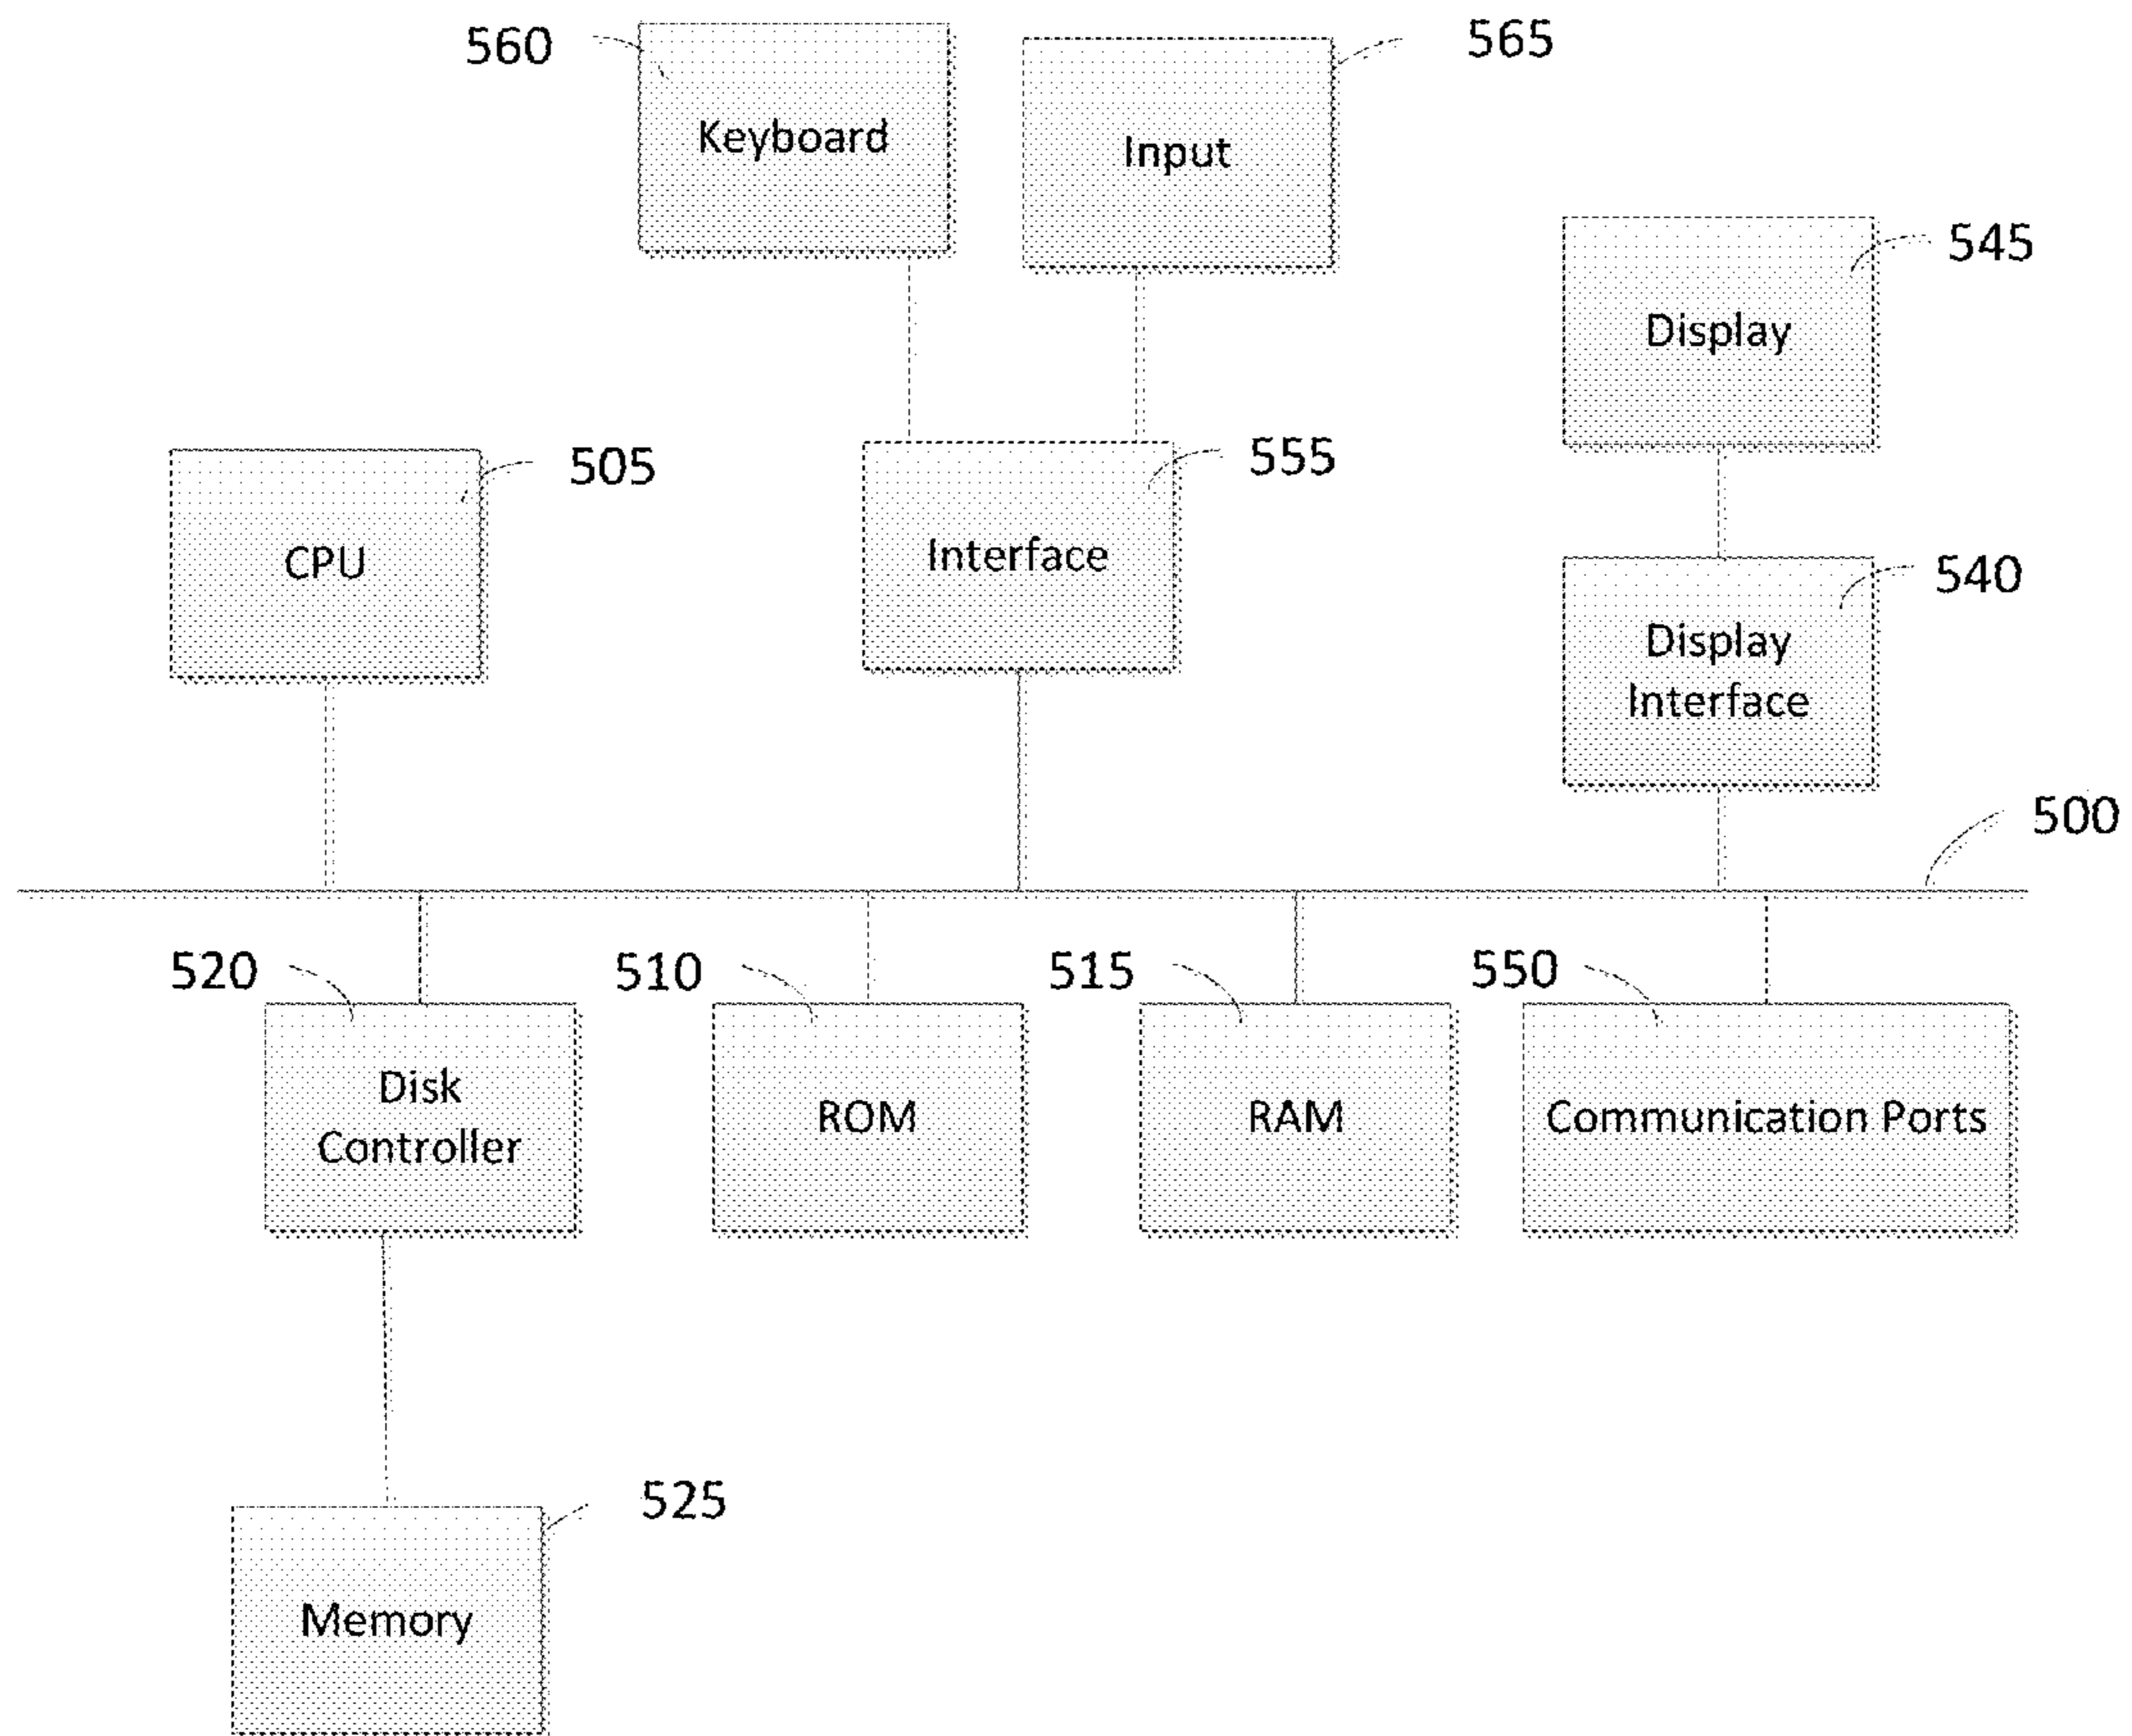 560
Keyboard
565
Input
545
Display
505
CPU
555
Interface
540
Display
Interface
500
520
Disk
Controller
510
ROM
515
RAM
550
Communication Ports
525
Memory